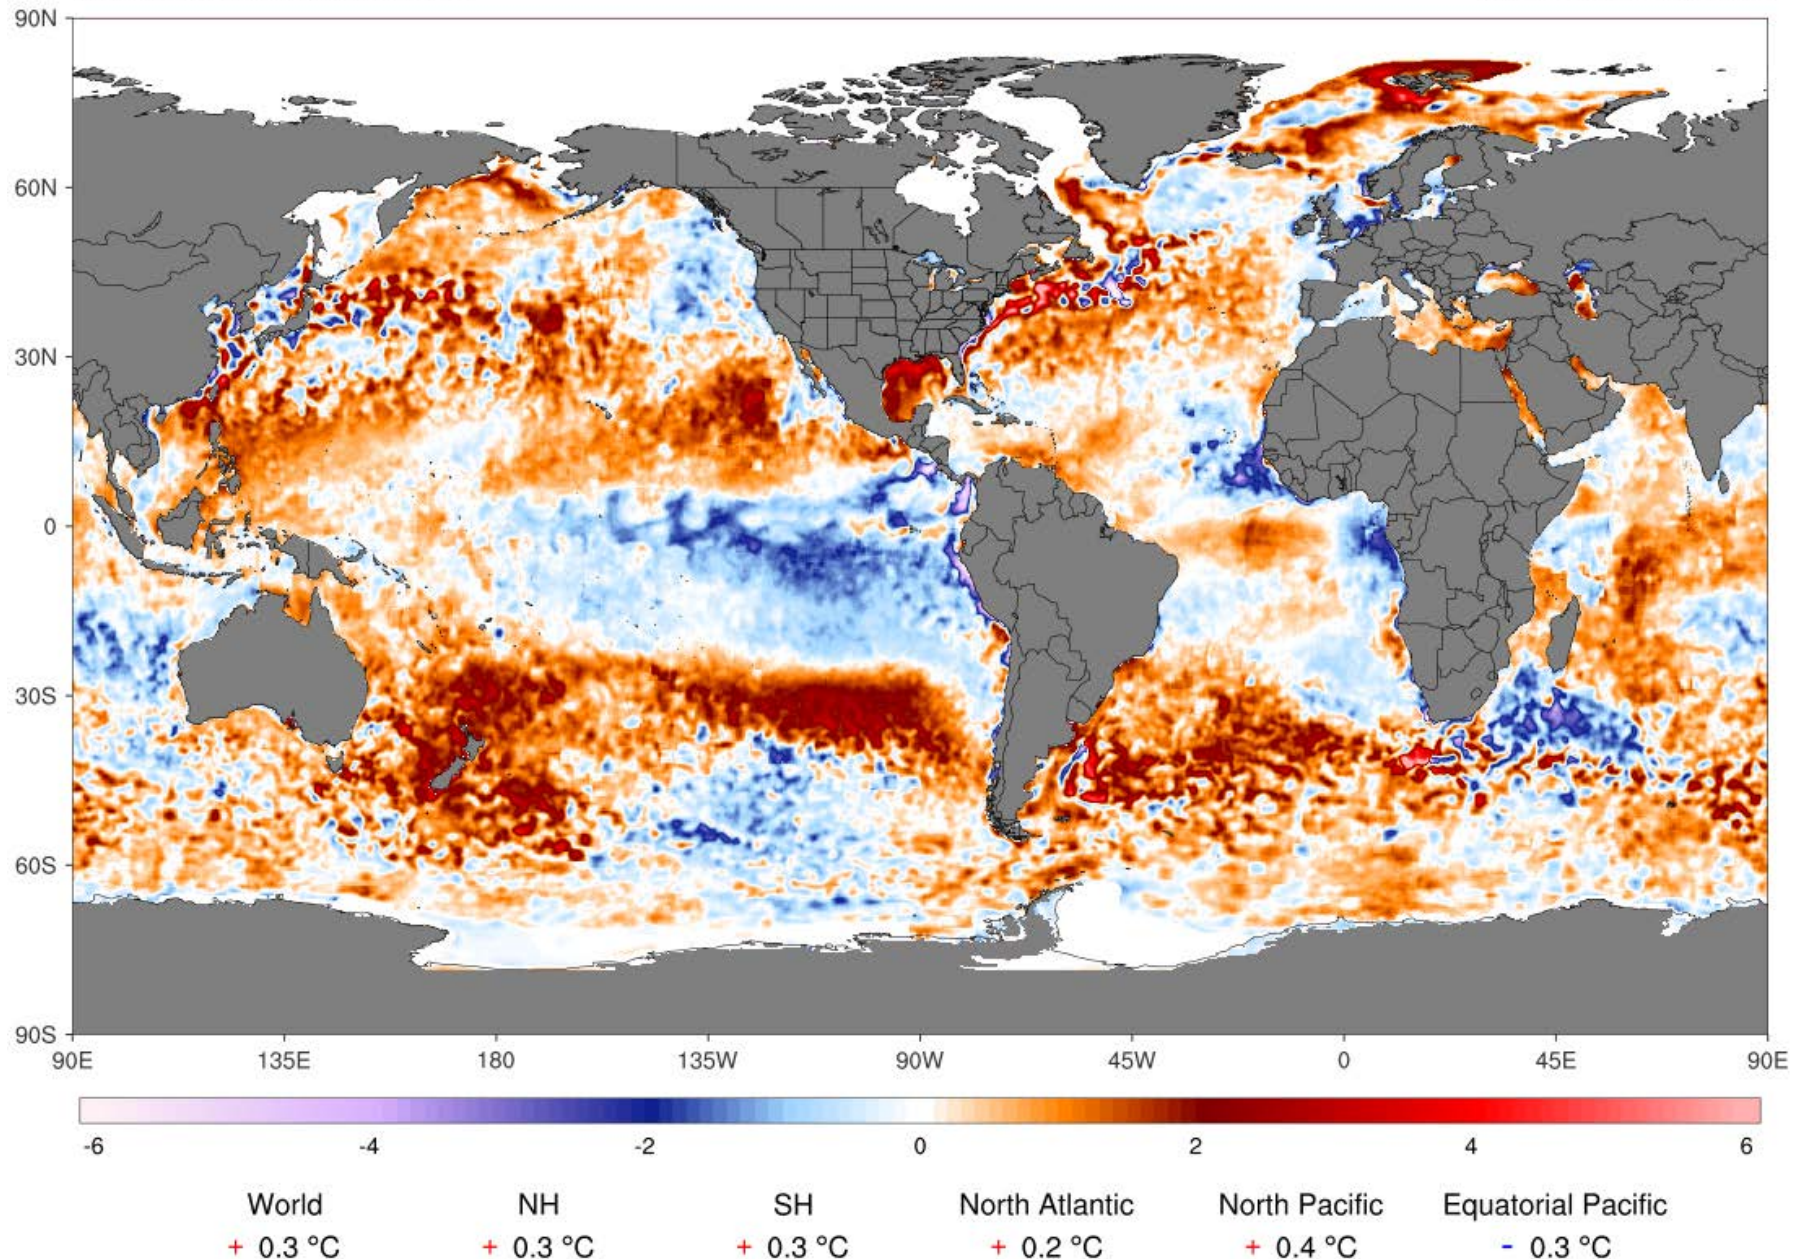 90N
60N
30N
0
30S
60S
90S
90E 135E 180 135W 90W 45W 0 45E 90E
-6 -4 -2 0 2 4 6
World NH SH North Atlantic North Pacific Equatorial Pacific
+ 0.3 °C + 0.3 °C + 0.3 °C + 0.2 °C + 0.4 °C - 0.3 °C